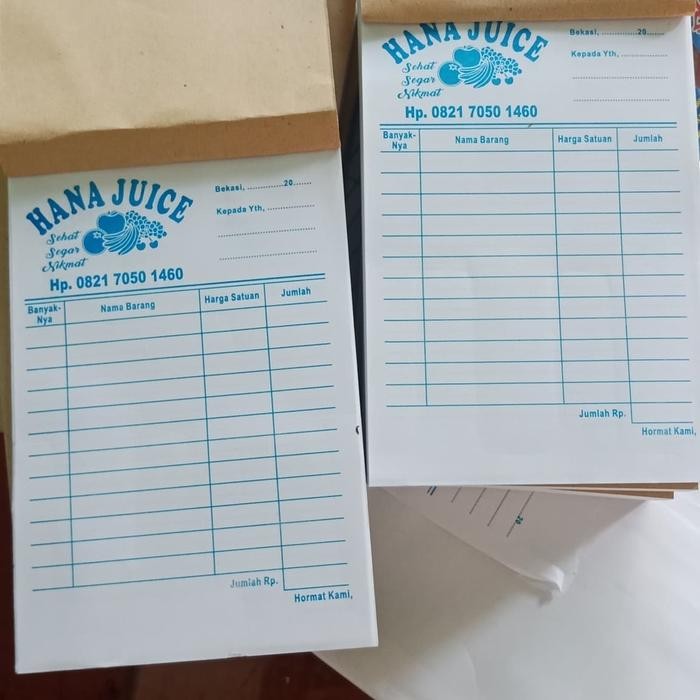 HANA JUICE
Sehat
Segar
Nikmat
Hp. 0821 7050 1460
Bekasi, ..............20.......
Kepada Yth, ................
Banyak-
Nya
Nama Barang
Harga Satuan
Jumlah
Jumlah Rp.
Hormat Kami,
HANA JUICE
Sehat
Segar
Nikmat
Hp. 0821 7050 1460
Bekasi, ..............20.......
Kepada Yth, ................
Banyak-
Nya
Nama Barang
Harga Satuan
Jumlah
Jumlah Rp.
Hormat Kami,
20